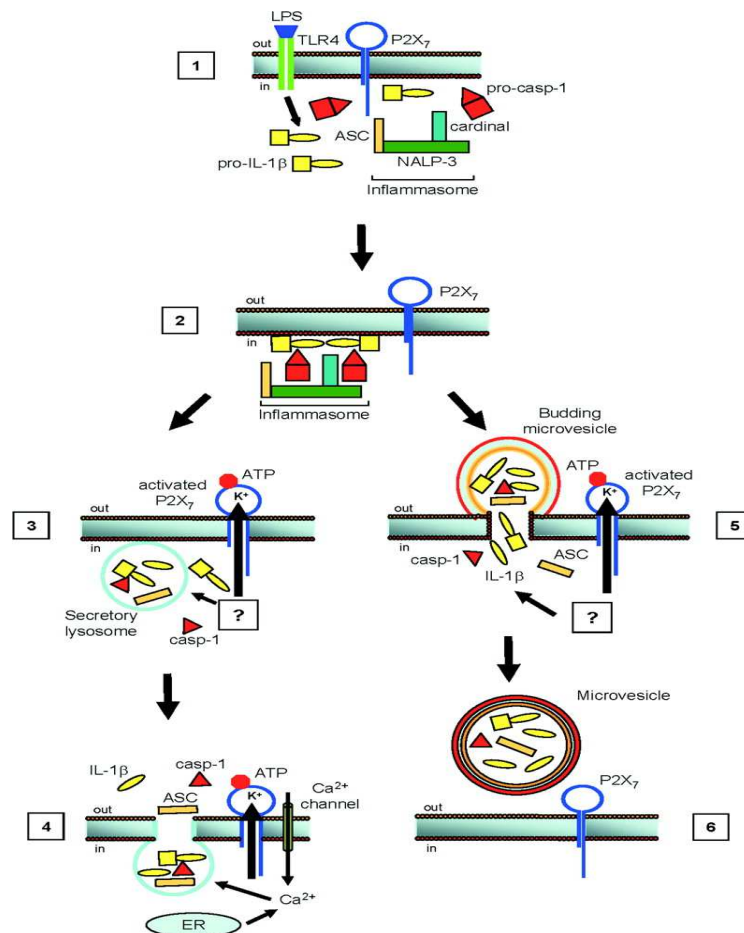 LPS
TLR4
P2X7
out
1
in
pro-casp-1
ASC
cardinal
pro-IL-1β
NALP-3
Inflammasome
P2X7
out
2
in
Inflammasome
Budding
microvesicle
ATP
activated
P2X7
K+
out
3
in
Secretory
lysosome
?
casp-1
ATP
activated
P2X7
K+
out
5
in
casp-1
ASC
IL-1β
?
Microvesicle
IL-1β
casp-1
ATP
Ca2+
channel
ASC
K+
out
4
in
Ca2+
ER
P2X7
out
6
in